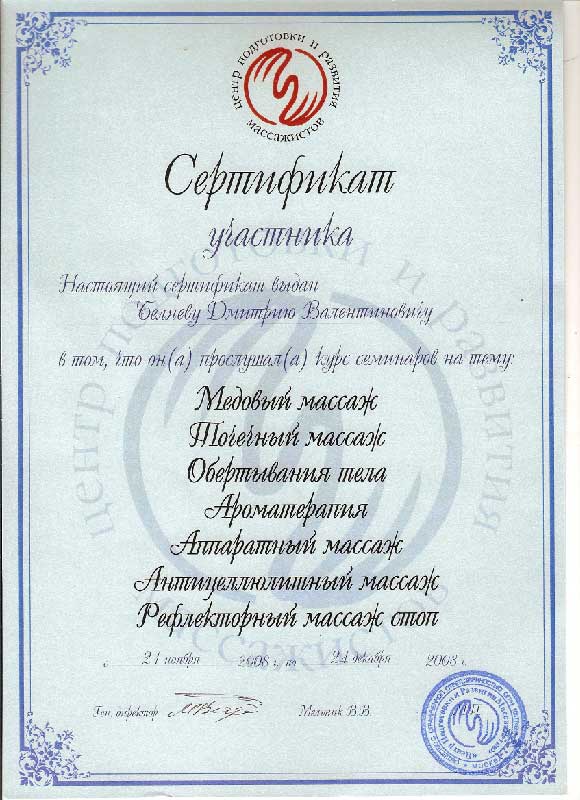 центр подготовки и развития
массажистов
Сертификат
участника
Настоящий сертификат выдан
Беляеву Дмитрию Валентиновичу
в том, что он(а) прослушал(а) курс семинаров на тему:
Медовый массаж
Точечный массаж
Обертывания тела
Ароматерапия
Аппаратный массаж
Антицеллюлитный массаж
Рефлекторный массаж стоп
с 21 ноября 2008 г. по 24 декабря 2008 г.
Ген. директор Мельник В.В.